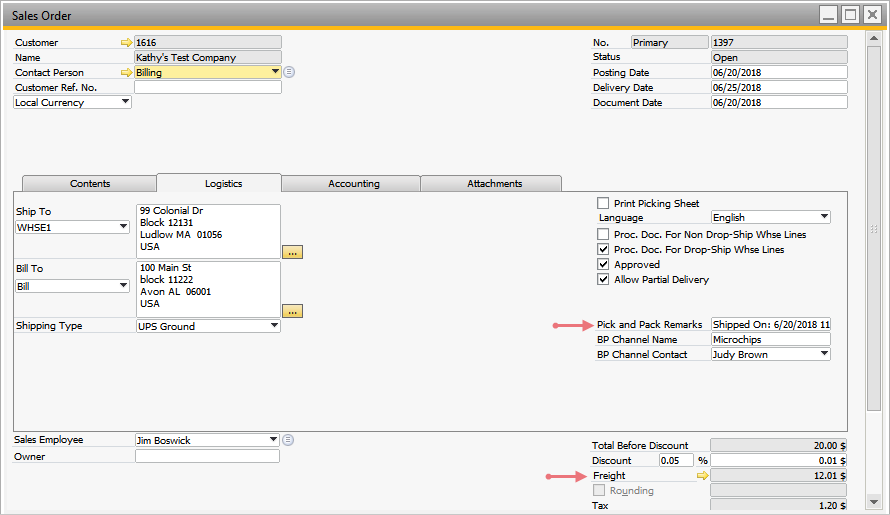 Sales Order
Customer 1616
Name Kathy's Test Company
Contact Person Billing
Customer Ref. No.
Local Currency
No. Primary 1397
Status Open
Posting Date 06/20/2018
Delivery Date 06/25/2018
Document Date 06/20/2018
Contents Logistics Accounting Attachments
Ship To
WHSE1
99 Colonial Dr
Block 12131
Ludlow MA 01056
USA
...
Bill To
Bill
100 Main St
block 11222
Avon AL 06001
USA
...
Shipping Type UPS Ground
Print Picking Sheet
Language English
Proc. Doc. For Non Drop-Ship Whse Lines
Proc. Doc. For Drop-Ship Whse Lines
Approved
Allow Partial Delivery
Pick and Pack Remarks Shipped On: 6/20/2018 11
BP Channel Name Microchips
BP Channel Contact Judy Brown
Sales Employee Jim Boswick
Owner
Total Before Discount 20.00 $
Discount 0.05 % 0.01 $
Freight 12.01 $
Rounding
Tax 1.20 $